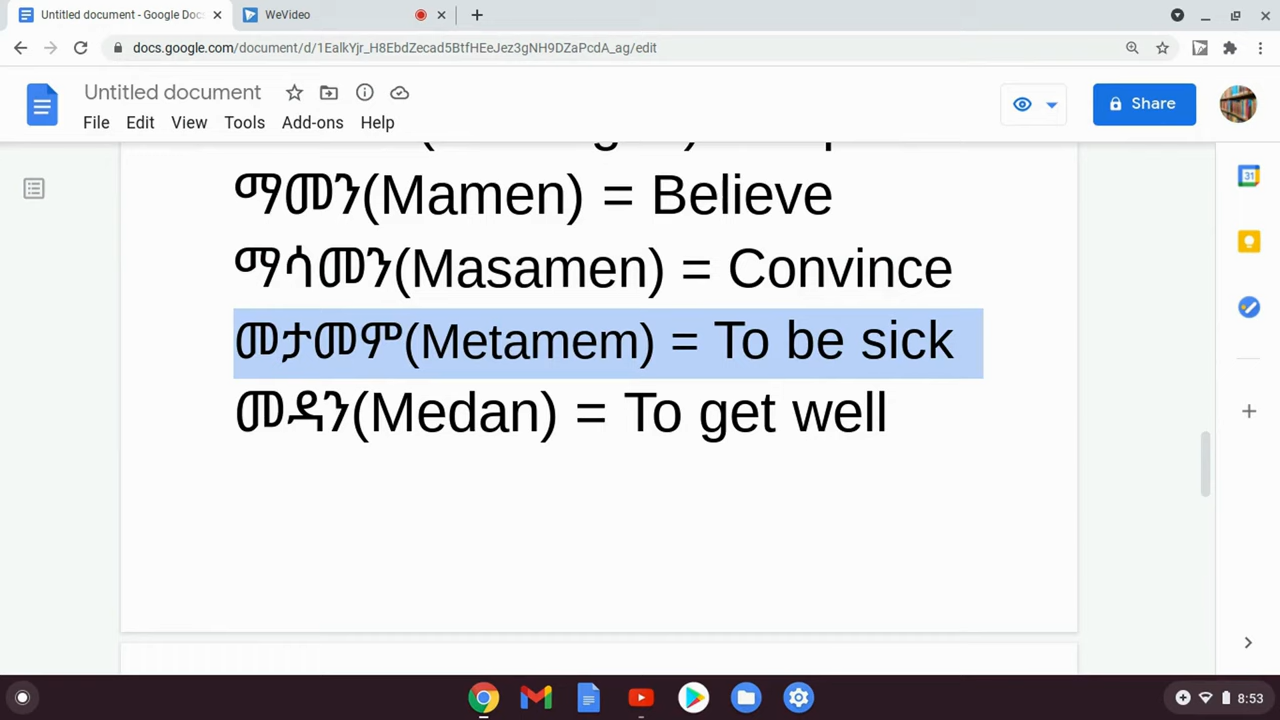 Untitled document - Google Doc
WeVideo
docs.google.com/document/d/1EalkYjr_H8EbdZecad5BtfHEeJez3gNH9DZaPcdA_ag/edit
Untitled document
Share
File Edit View Tools Add-ons Help
31
ማመን(Mamen) = Believe
ማሳመን(Masamen) = Convince
መታመም(Metamem) = To be sick
መዳን(Medan) = To get well
8:53